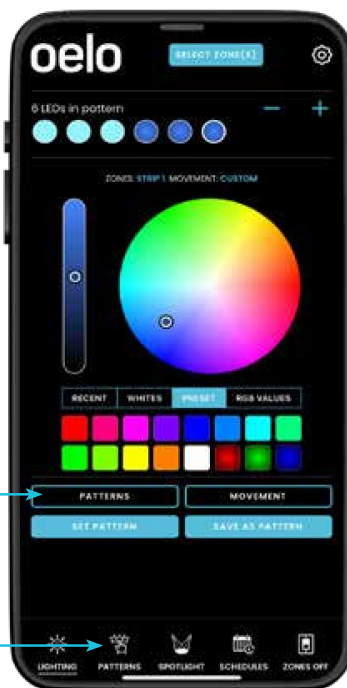 oelo SELECT ZONE(S)
6 LEDs in pattern − +
ZONES: STRIP 1 MOVEMENT: CUSTOM
RECENT WHITES PRESET RGB VALUES
PATTERNS MOVEMENT
SET PATTERN SAVE AS PATTERN
LIGHTING PATTERNS SPOTLIGHT SCHEDULES ZONES OFF